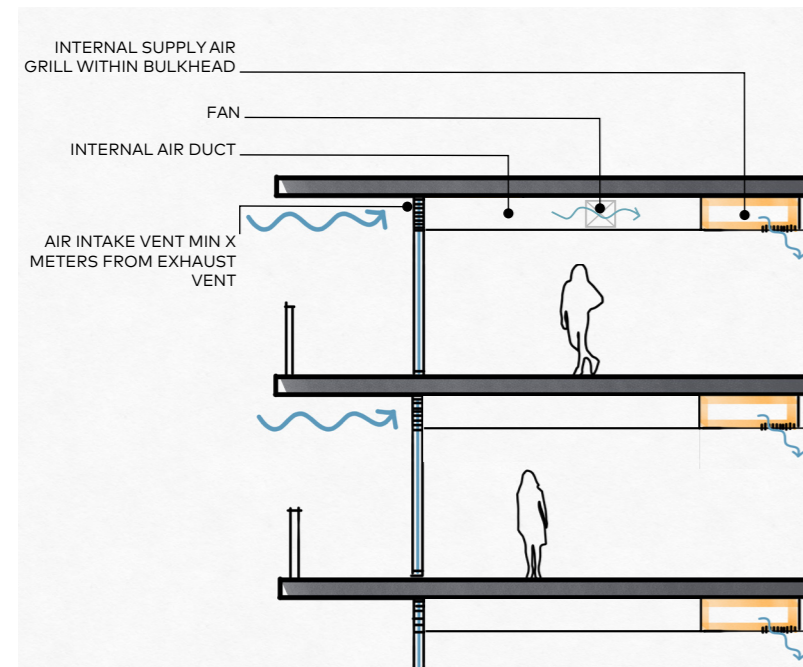 INTERNAL SUPPLY AIR
GRILL WITHIN BULKHEAD
FAN
INTERNAL AIR DUCT
AIR INTAKE VENT MIN X
METERS FROM EXHAUST
VENT